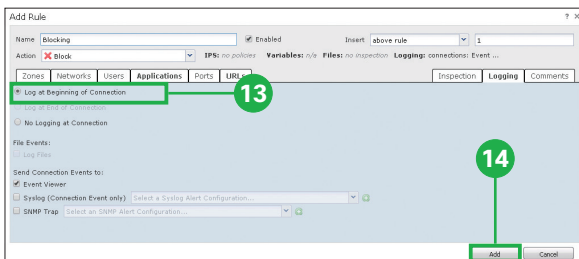 Add Rule ? ×
Name Blocking Enabled Insert above rule 1
Action Block IPS: no policies Variables: n/a Files: no inspection Logging: connections: Event ...
Zones Networks Users Applications Ports URLs Inspection Logging Comments
Log at Beginning of Connection
13
Log at End of Connection
No Logging at Connection
File Events:
Log Files
14
Send Connection Events to:
Event Viewer
Syslog (Connection Event only) Select a Syslog Alert Configuration...
SNMP Trap Select an SNMP Alert Configuration...
Add Cancel